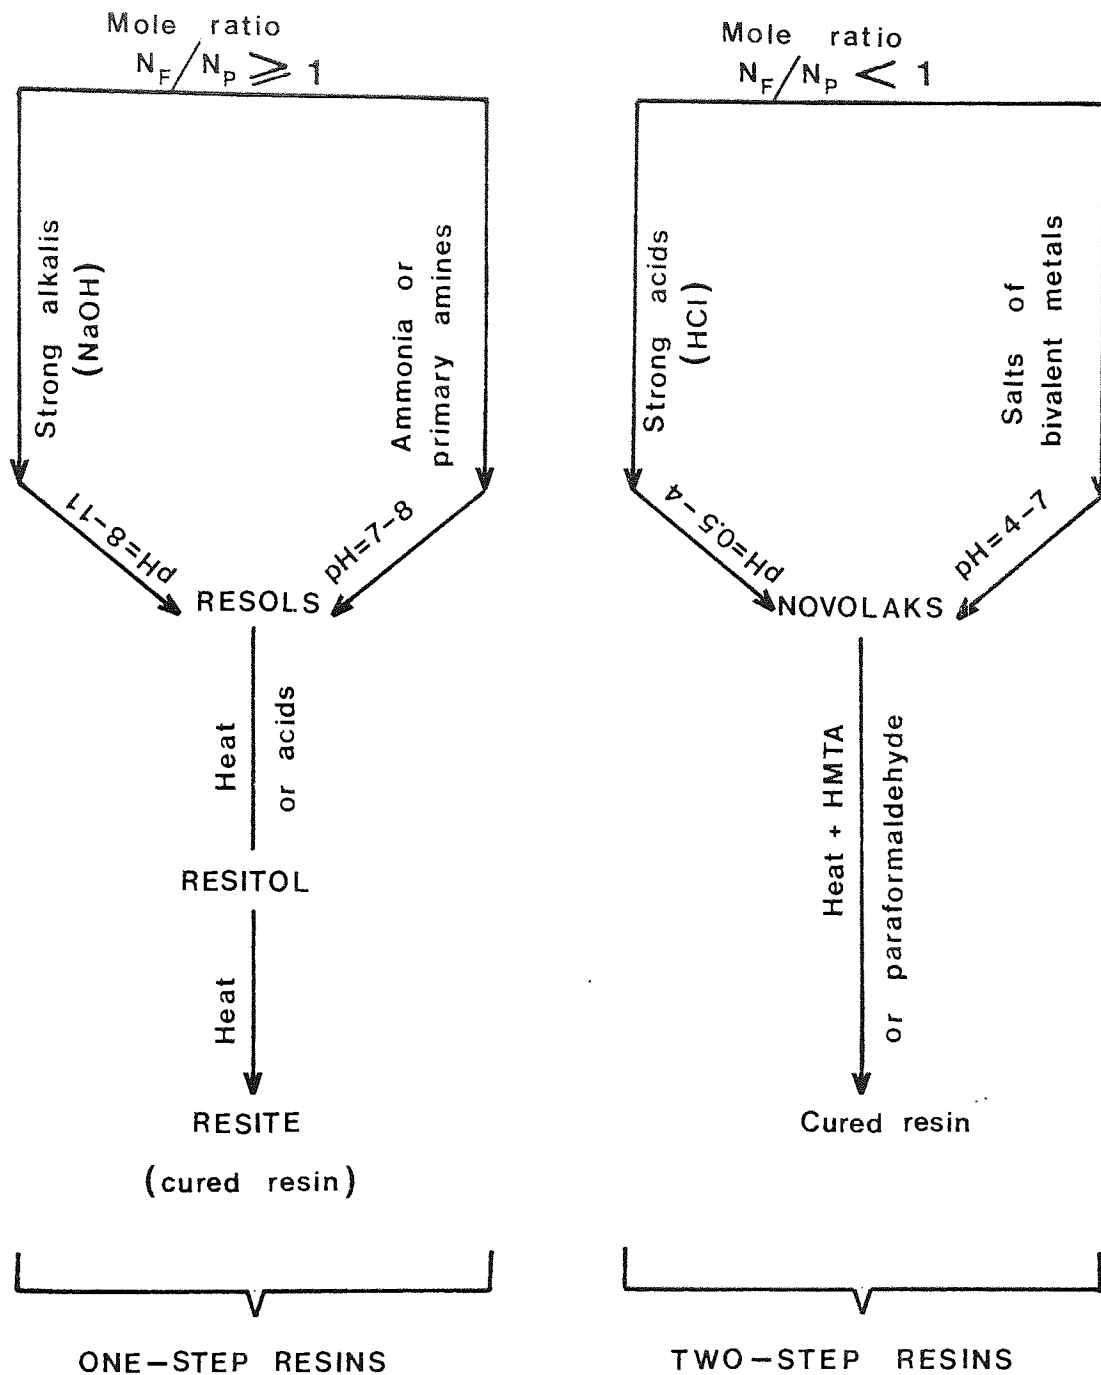 Mole ratio
N_F/N_P ⩾ 1
Strong alkalis
(NaOH)
Ammonia or
primary amines
pH=8-11
pH=7-8
RESOLS
Heat
or acids
RESITOL
Heat
RESITE
(cured resin)
ONE-STEP RESINS
Mole ratio
N_F/N_P < 1
Strong acids
(HCl)
Salts of
bivalent metals
pH=0.5-4
pH=4-7
NOVOLAKS
Heat + HMTA
or paraformaldehyde
Cured resin
TWO-STEP RESINS